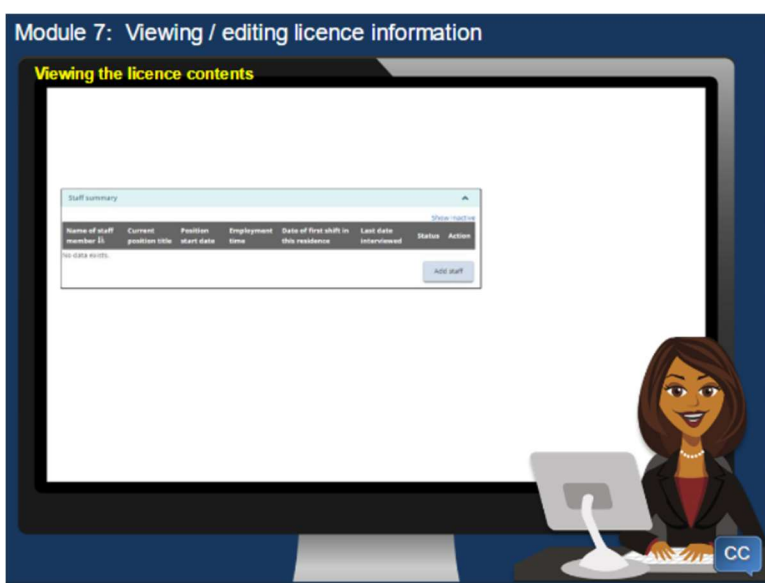 Module 7: Viewing / editing licence information
Viewing the licence contents
Staff summary
Show inactive
Name of staff member Current position title Position start date Employment time Date of first shift in this residence Last date interviewed Status Action
No data exists.
Add staff
CC